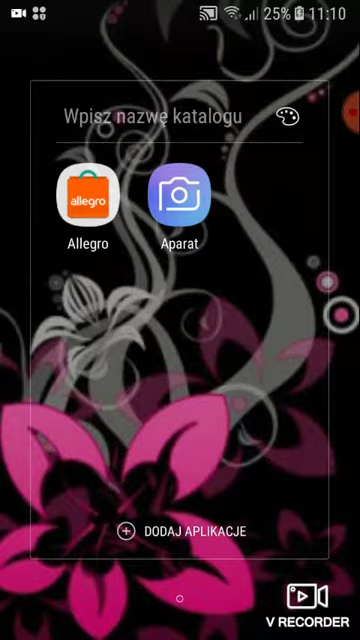 25% 11:10
Wpisz nazwę katalogu
allegro
Allegro
Aparat
DODAJ APLIKACJE
V RECORDER